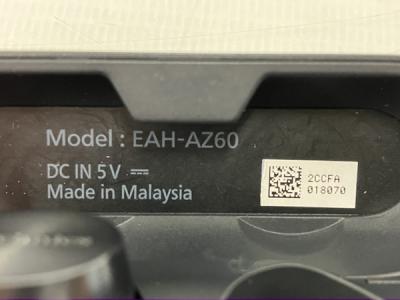 Model : EAH-AZ60
DC IN 5V ⎓
Made in Malaysia
2CCFA
018070